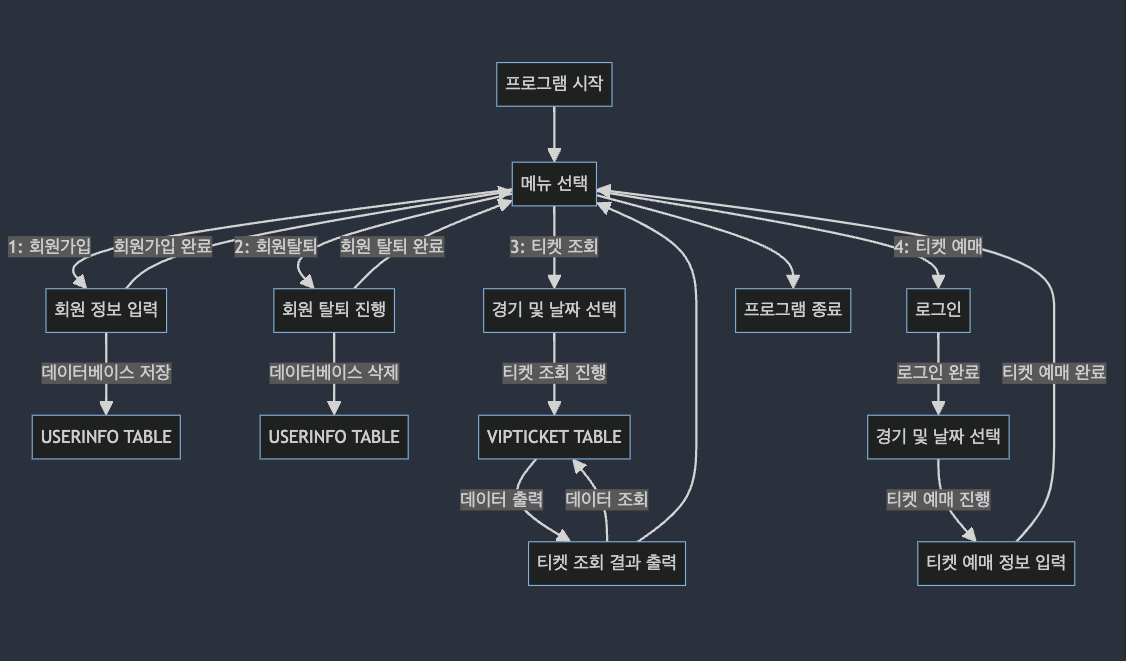 프로그램 시작
메뉴 선택
1: 회원가입
회원가입 완료
2: 회원탈퇴
회원 탈퇴 완료
3: 티켓 조회
4: 티켓 예매
회원 정보 입력
회원 탈퇴 진행
경기 및 날짜 선택
프로그램 종료
로그인
데이터베이스 저장
데이터베이스 삭제
티켓 조회 진행
로그인 완료
티켓 예매 완료
USERINFO TABLE
USERINFO TABLE
VIPTICKET TABLE
경기 및 날짜 선택
데이터 출력
데이터 조회
티켓 예매 진행
티켓 조회 결과 출력
티켓 예매 정보 입력